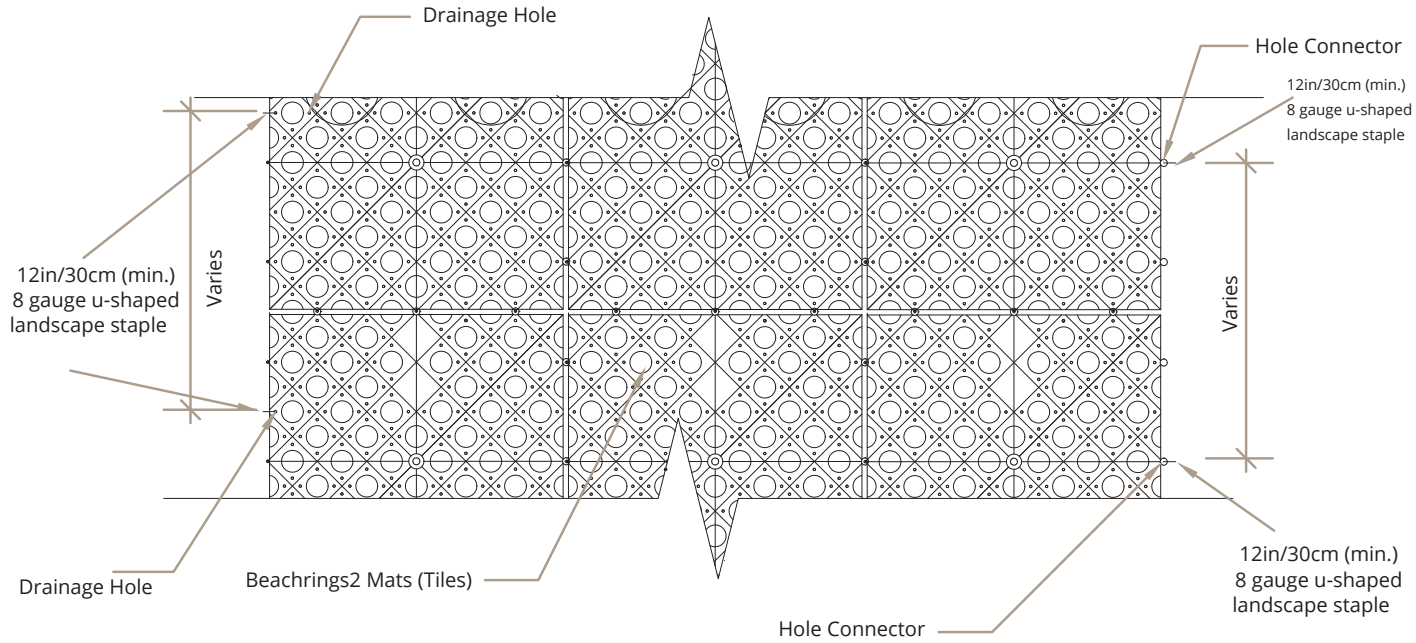 Drainage Hole
Hole Connector
12in/30cm (min.)
8 gauge u-shaped
landscape staple
12in/30cm (min.)
8 gauge u-shaped
landscape staple
Varies
Varies
Drainage Hole
Beachrings2 Mats (Tiles)
Hole Connector
12in/30cm (min.)
8 gauge u-shaped
landscape staple